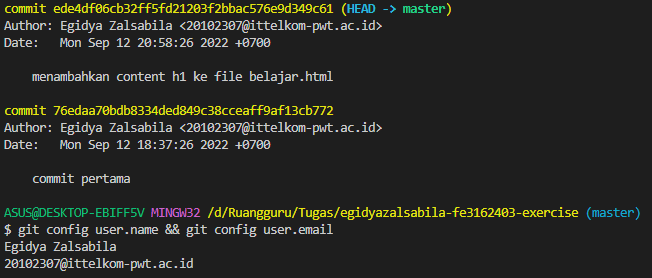 commit ede4df06cb32ff5fd21203f2bbac576e9d349c61 (HEAD -> master)
Author: Egidya Zalsabila <20102307@ittelkom-pwt.ac.id>
Date:   Mon Sep 12 20:58:26 2022 +0700
    menambahkan content h1 ke file belajar.html
commit 76edaa70bdb8334ded849c38cceaff9af13cb772
Author: Egidya Zalsabila <20102307@ittelkom-pwt.ac.id>
Date:   Mon Sep 12 18:37:26 2022 +0700
    commit pertama
ASUS@DESKTOP-EBIFF5V MINGW32 /d/Ruangguru/Tugas/egidyazalsabila-fe3162403-exercise (master)
$ git config user.name && git config user.email
Egidya Zalsabila
20102307@ittelkom-pwt.ac.id